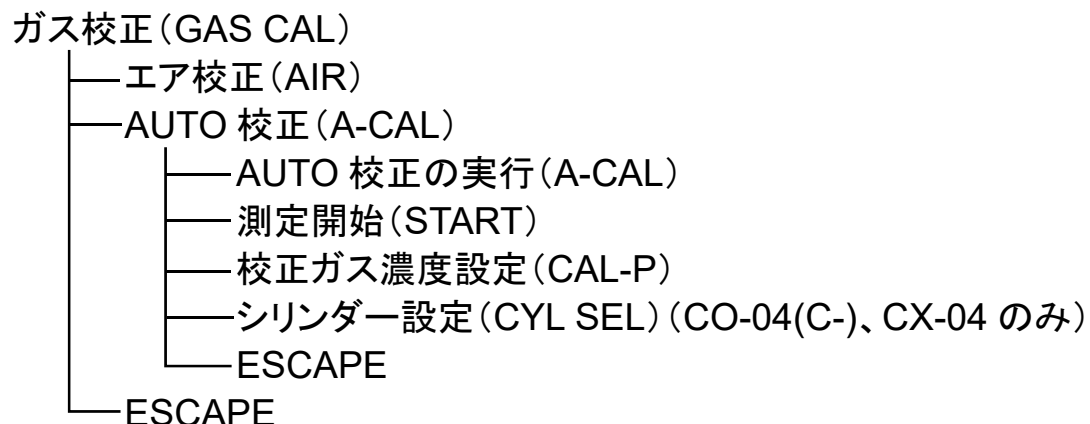 ガス校正（GAS CAL）
エア校正（AIR）
AUTO 校正（A-CAL）
AUTO 校正の実行（A-CAL）
測定開始（START）
校正ガス濃度設定（CAL-P）
シリンダー設定（CYL SEL）（CO-04(C-)、CX-04 のみ）
ESCAPE
ESCAPE